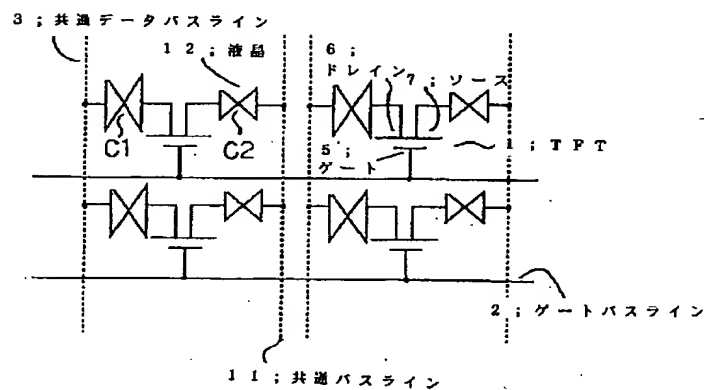 3 ; 共通データバスライン
12 ; 液晶
6 ;
ドレイン
7 ; ソース
C1
C2
5 ;
ゲート
1 ; TFT
2 ; ゲートバスライン
11 ; 共通バスライン